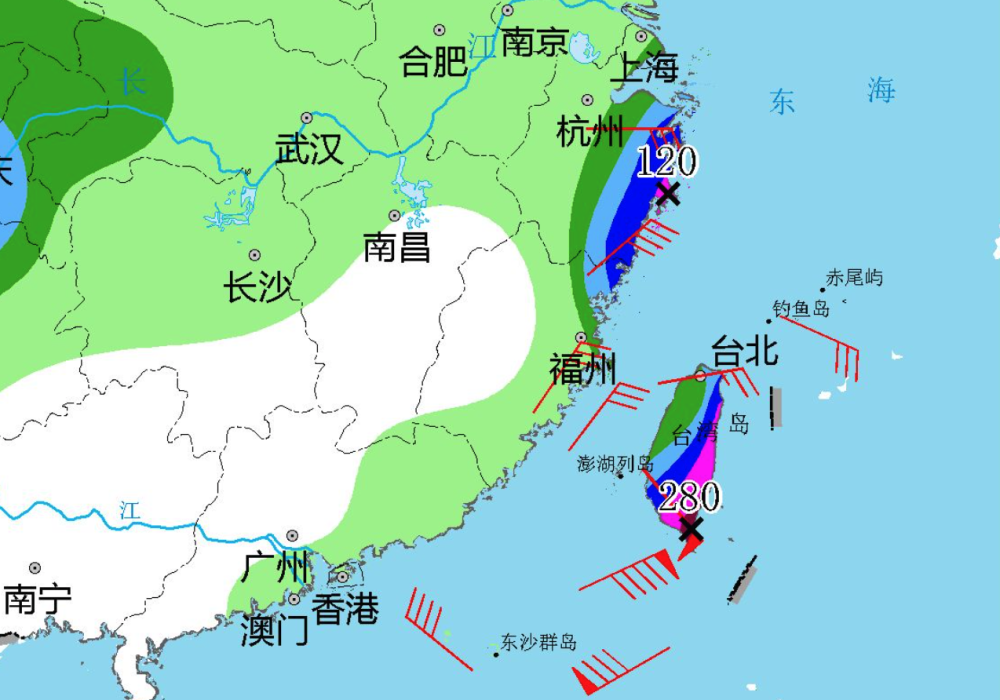 南京
合肥
江
上海
长
东
海
杭州
武汉
120
南昌
长沙
赤尾屿
钓鱼岛
台北
福州
台湾岛
澎湖列岛
280
江
广州
南宁
香港
澳门
东沙群岛